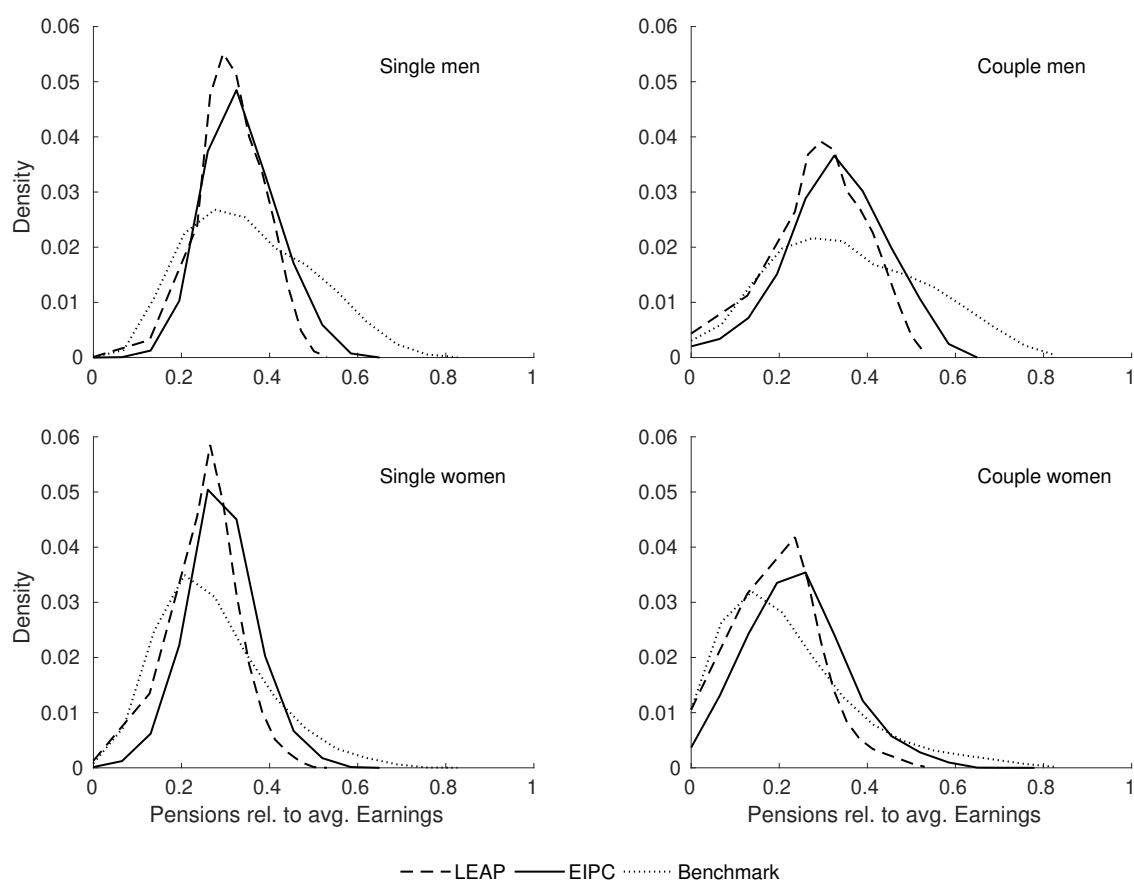 Single men
Density
0.06
0.05
0.04
0.03
0.02
0.01
0
0 0.2 0.4 0.6 0.8 1
Couple men
0.06
0.05
0.04
0.03
0.02
0.01
0
0 0.2 0.4 0.6 0.8 1
Single women
Density
0.06
0.05
0.04
0.03
0.02
0.01
0
0 0.2 0.4 0.6 0.8 1
Pensions rel. to avg. Earnings
Couple women
0.06
0.05
0.04
0.03
0.02
0.01
0
0 0.2 0.4 0.6 0.8 1
Pensions rel. to avg. Earnings
LEAP EIPC Benchmark